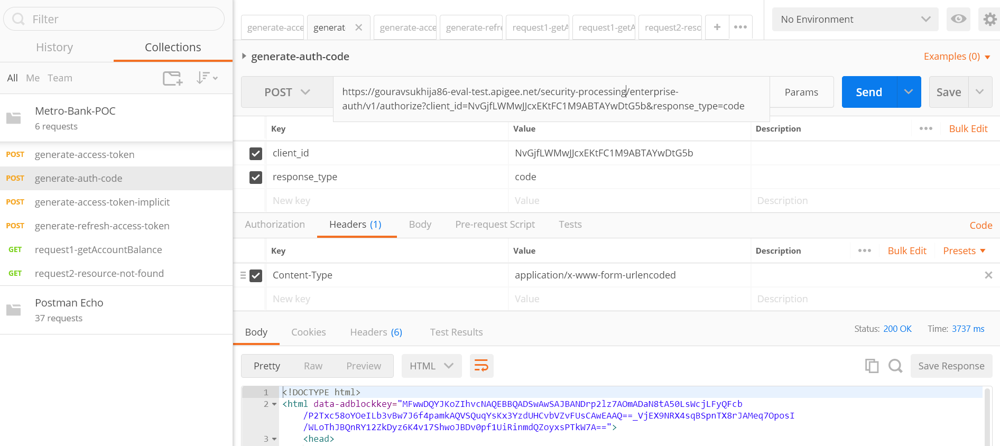 Filter
History Collections
All Me Team
Metro-Bank-POC
6 requests
POST generate-access-token
POST generate-auth-code
POST generate-access-token-implicit
POST generate-refresh-access-token
GET request1-getAccountBalance
GET request2-resource-not-found
Postman Echo
37 requests
generate-acce generat generate-acce generate-refre request1-getA request1-getA request2-reso
No Environment
generate-auth-code
Examples (0)
POST
https://gouravsukhija86-eval-test.apigee.net/security-processing/enterprise-
auth/v1/authorize?client_id=NvGjfLWMwJJcxEKtFC1M9ABTAYwDtG5b&response_type=code
Params Send Save
Key Value Description Bulk Edit
client_id NvGjfLWMwJJcxEKtFC1M9ABTAYwDtG5b
response_type code
New key Value Description
Authorization Headers (1) Body Pre-request Script Tests Code
Key Value Description Bulk Edit Presets
Content-Type application/x-www-form-urlencoded
New key Value Description
Body Cookies Headers (6) Test Results Status: 200 OK Time: 3737 ms
Pretty Raw Preview HTML Save Response
1 <!DOCTYPE html>
2 <html data-adblockkey="MFwwDQYJKoZIhvcNAQEBBQADSwAwSAJBANDrp2lz7AOmADaN8tA50LsWcjLFyQFcb
/P2Txc58oYOeILb3vBw7J6f4pamkAQVSQuqYsKx3YzdUHCvbVZvFUsCAwEAAQ==_VjEX9NRX4sqBSpnTX8rJAMeq7OposI
/WLoThJBQnRY12ZkDyz6K4v17ShwoJBDv0pf1UiRinmdQZoyxsPTkW7A==">
3 <head>